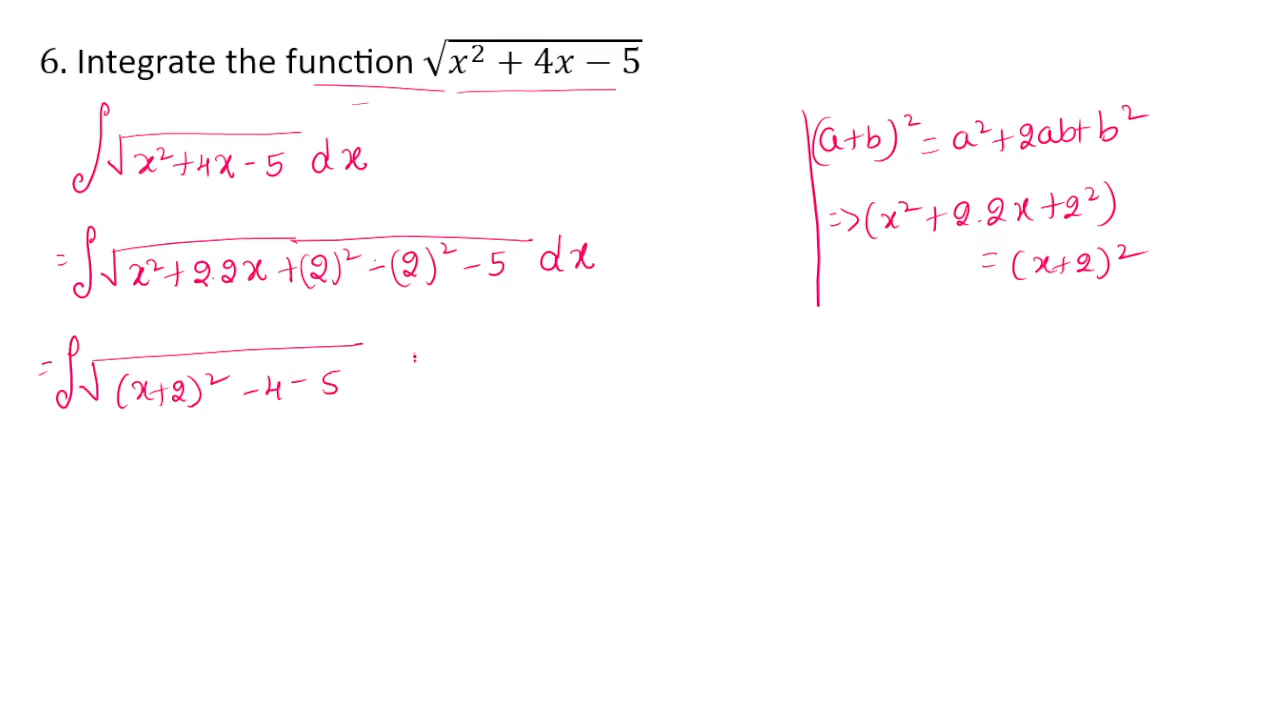 6. Integrate the function √(x² + 4x − 5)
∫√(x²+4x-5) dx
= ∫√(x²+2.2x+(2)²-(2)²-5) dx
= ∫√((x+2)²-4-5)
(a+b)² = a²+2ab+b²
=> (x²+2.2x+2²)
= (x+2)²